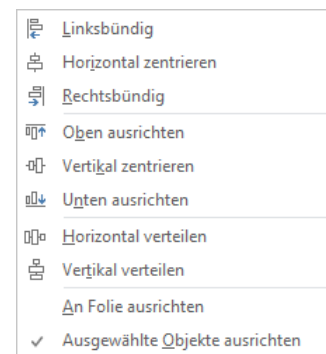 Linksbündig
Horizontal zentrieren
Rechtsbündig
Oben ausrichten
Vertikal zentrieren
Unten ausrichten
Horizontal verteilen
Vertikal verteilen
An Folie ausrichten
Ausgewählte Objekte ausrichten